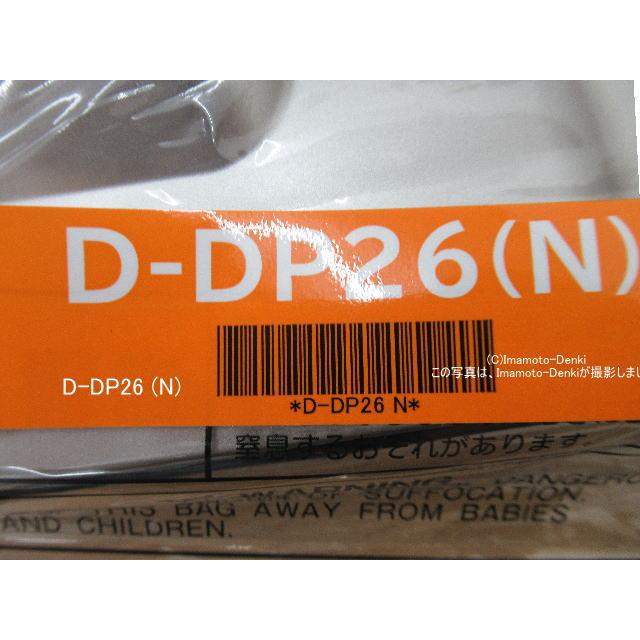 D-DP26(N)
(C)Imamoto-Denki
この写真は、Imamoto-Denkiが撮影しまし
D-DP26 (N)
*D-DP26 N*
窒息するおそれがあります.
WARNING DANGER
SUFFOCATION.
THIS BAG AWAY FROM BABIES
AND CHILDREN.